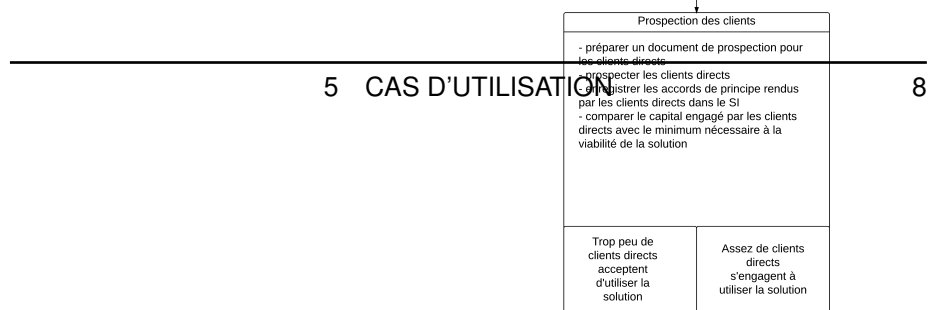 Prospection des clients
- préparer un document de prospection pour
les clients directs
- prospecter les clients directs
5 CAS D'UTILISATION 8
- enregistrer les accords de principe rendus
par les clients directs dans le SI
- comparer le capital engagé par les clients
directs avec le minimum nécessaire à la
viabilité de la solution
Trop peu de
clients directs
acceptent
d'utiliser la
solution
Assez de clients
directs
s'engagent à
utiliser la solution